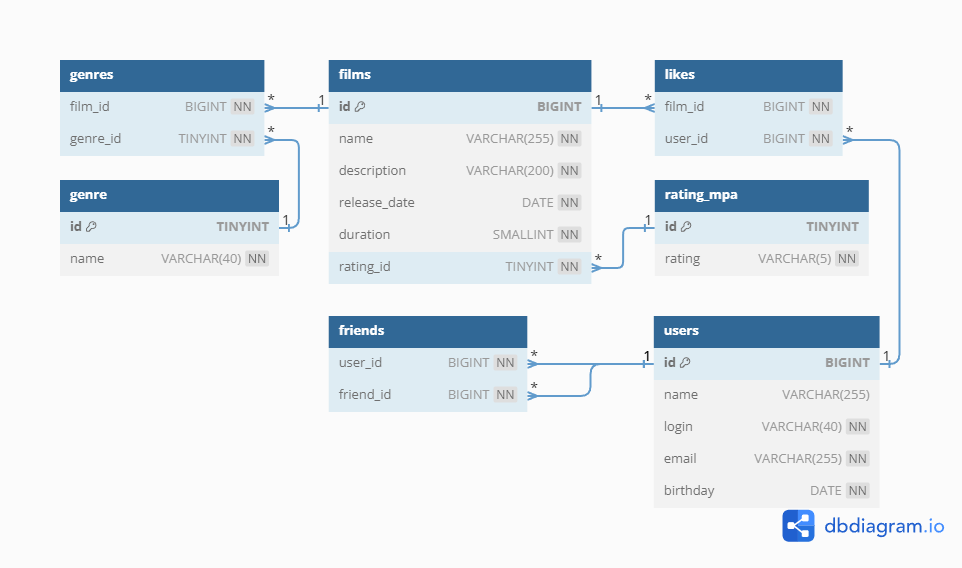 genres
film_id BIGINT NN
genre_id TINYINT NN
*
*
genre
id TINYINT
name VARCHAR(40) NN
1
films
id BIGINT
name VARCHAR(255) NN
description VARCHAR(200) NN
release_date DATE NN
duration SMALLINT NN
rating_id TINYINT NN
1
1
*
likes
film_id BIGINT NN
user_id BIGINT NN
*
*
rating_mpa
id TINYINT
rating VARCHAR(5) NN
1
friends
user_id BIGINT NN
friend_id BIGINT NN
*
*
users
id BIGINT
name VARCHAR(255)
login VARCHAR(40) NN
email VARCHAR(255) NN
birthday DATE NN
1
1
dbdiagram.io